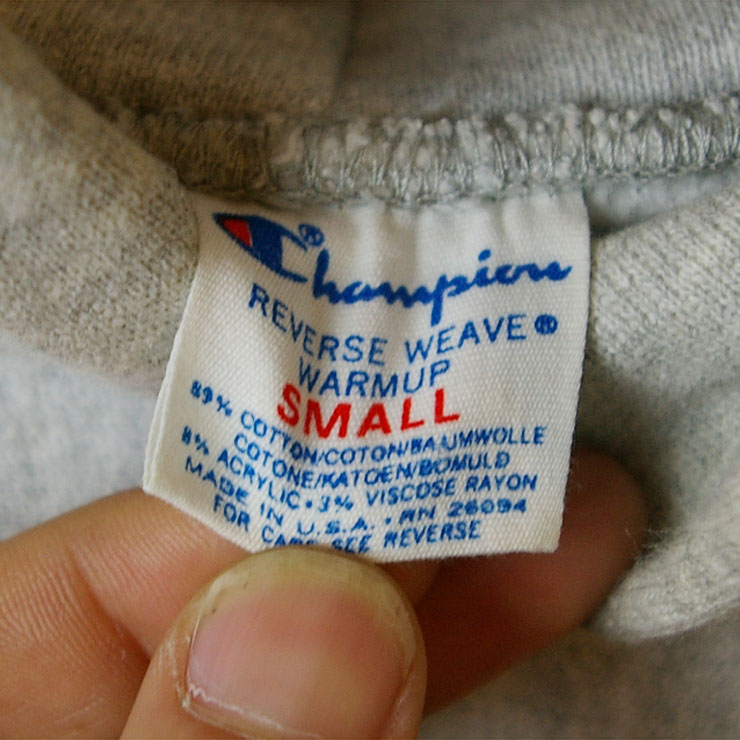 Champion®
REVERSE WEAVE®
WARMUP
SMALL
89% COTTON/COTON/BAUMWOLLE
COTONE/KATOEN/BOMULD
8% ACRYLIC·3% VISCOSE RAYON
MADE IN U.S.A. · RN 26094
FOR CARE SEE REVERSE